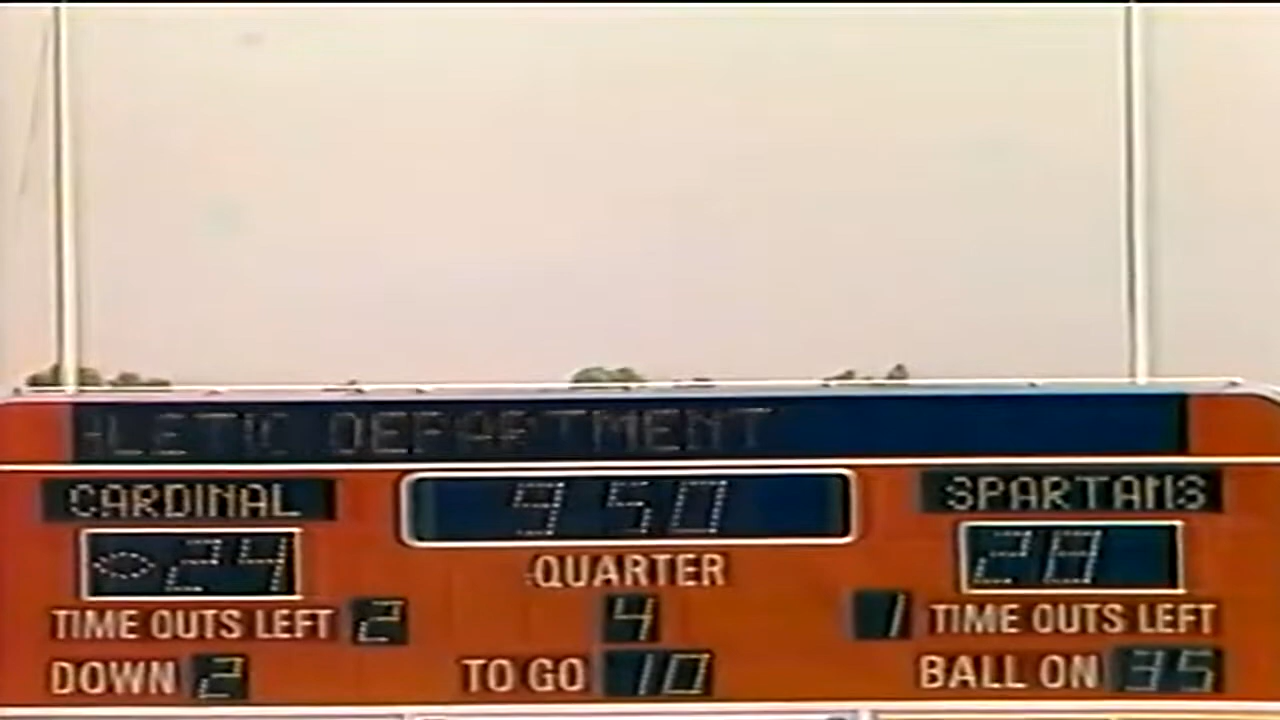 LETIC DEPARTMENT
CARDINAL 9 50 SPARTANS
24 QUARTER 28
TIME OUTS LEFT 2 4 1 TIME OUTS LEFT
DOWN 2 TO GO 10 BALL ON 35